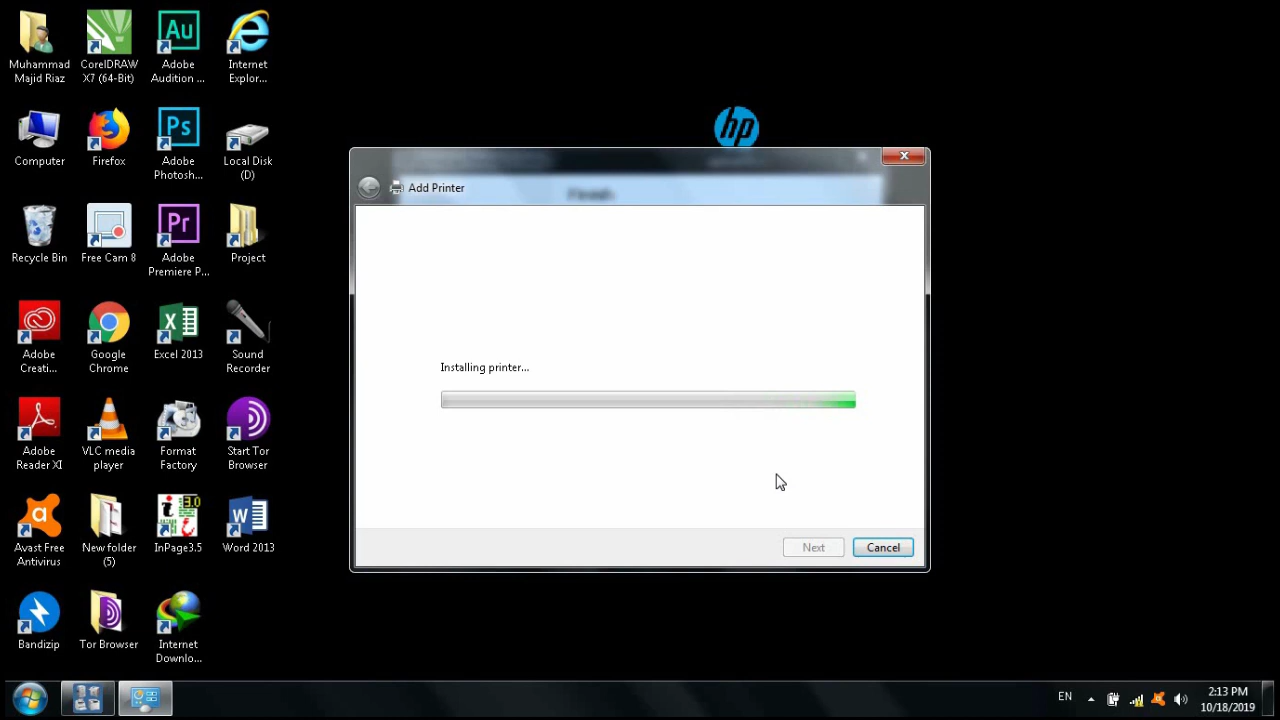 Muhammad
Majid Riaz
CorelDRAW
X7 (64-Bit)
Au
Adobe
Audition ...
Internet
Explor...
Computer
Firefox
Ps
Adobe
Photosh...
Local Disk
(D)
Recycle Bin
Free Cam 8
Pr
Adobe
Premiere P...
Project
Adobe
Creati...
Google
Chrome
Excel 2013
Sound
Recorder
Adobe
Reader XI
VLC media
player
Format
Factory
Start Tor
Browser
Avast Free
Antivirus
New folder
(5)
3.0
InPage3.5
Word 2013
Bandizip
Tor Browser
Internet
Downlo...
hp
Add Printer
Finish
Installing printer...
Next
Cancel
EN
2:13 PM
10/18/2019